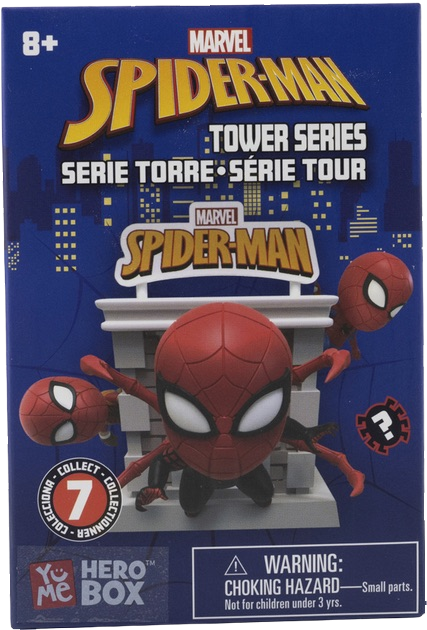 8+
MARVEL
SPIDER-MAN
TOWER SERIES
SERIE TORRE • SÉRIE TOUR
MARVEL
SPIDER-MAN
?
COLECCIONA • COLLECT • COLLECTIONNER
7
YuMe
HERO BOX™
⚠ WARNING:
CHOKING HAZARD—Small parts.
Not for children under 3 yrs.